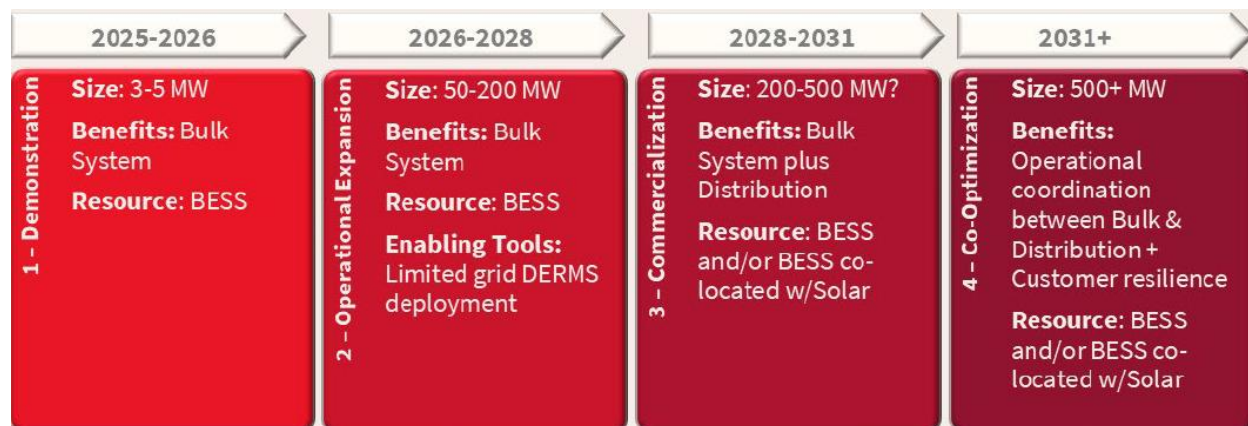 2025-2026
1 – Demonstration
Size: 3-5 MW
Benefits: Bulk
System
Resource: BESS
2026-2028
2 – Operational Expansion
Size: 50-200 MW
Benefits: Bulk
System
Resource: BESS
Enabling Tools:
Limited grid DERMS
deployment
2028-2031
3 – Commercialization
Size: 200-500 MW?
Benefits: Bulk
System plus
Distribution
Resource: BESS
and/or BESS co-
located w/Solar
2031+
4 – Co-Optimization
Size: 500+ MW
Benefits:
Operational
coordination
between Bulk &
Distribution +
Customer resilience
Resource: BESS
and/or BESS co-
located w/Solar